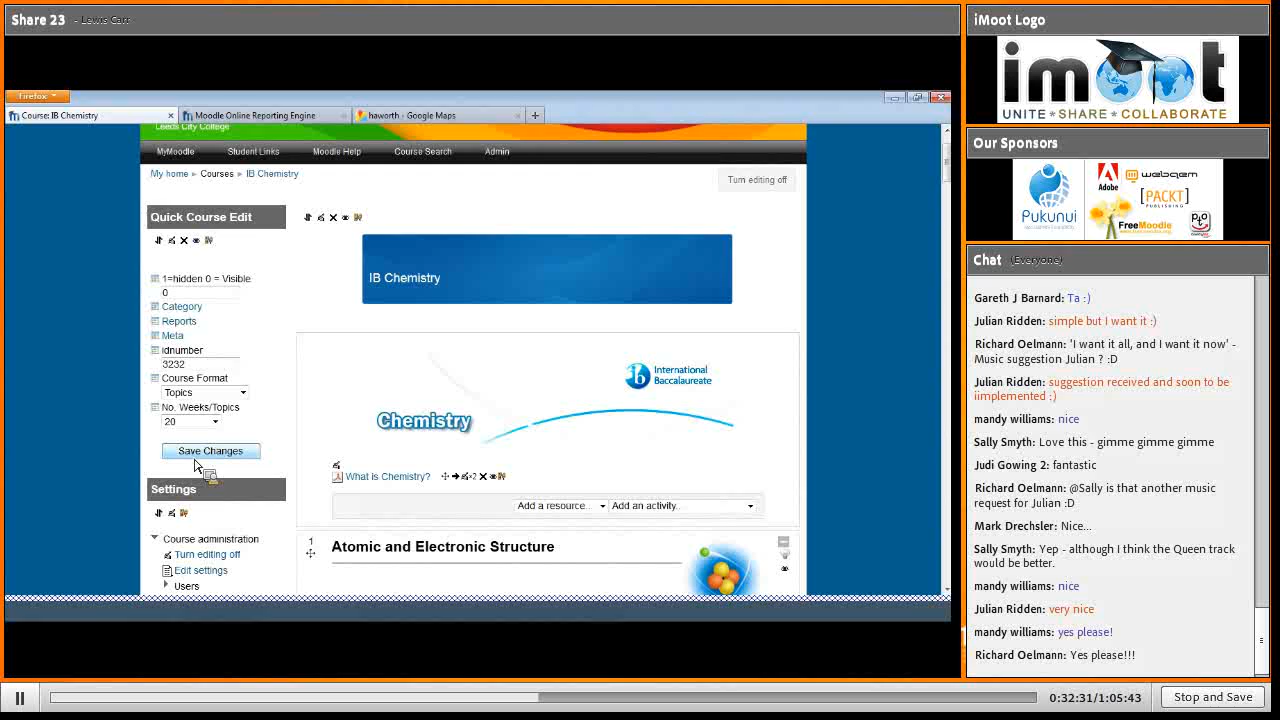 Share 23 - Lewis Carr
Firefox
Course: IB Chemistry
Moodle Online Reporting Engine
haworth - Google Maps
Leeds City College
MyMoodle Student Links Moodle Help Course Search Admin
My home ► Courses ► IB Chemistry
Turn editing off
Quick Course Edit
1=hidden 0 = Visible
0
Category
Reports
Meta
idnumber
3232
Course Format
Topics
No. Weeks/Topics
20
Save Changes
Settings
Course administration
Turn editing off
Edit settings
Users
IB Chemistry
ib International
Baccalaureate
Chemistry
What is Chemistry?
×2
Add a resource... Add an activity...
1
Atomic and Electronic Structure
iMoot Logo
imoot
UNITE*SHARE*COLLABORATE
Our Sponsors
PUKUNUI
Adobe
webqem
[PACKT]
PUBLISHING
FreeMoodle
Chat (Everyone)
Gareth J Barnard: Ta :)
Julian Ridden: simple but I want it :)
Richard Oelmann: 'I want it all, and I want it now' -
Music suggestion Julian ? :D
Julian Ridden: suggestion received and soon to be
iimplemented ;)
mandy williams: nice
Sally Smyth: Love this - gimme gimme gimme
Judi Gowing 2: fantastic
Richard Oelmann: @Sally is that another music
request for Julian :D
Mark Drechsler: Nice...
Sally Smyth: Yep - although I think the Queen track
would be better.
mandy williams: nice
Julian Ridden: very nice
mandy williams: yes please!
Richard Oelmann: Yes please!!!
0:32:31/1:05:43
Stop and Save